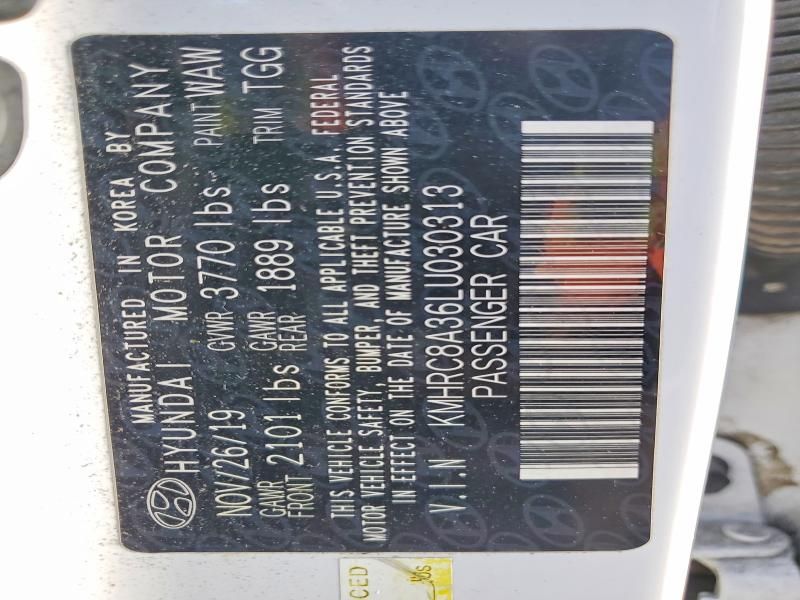 MANUFACTURED IN KOREA BY
HYUNDAI MOTOR COMPANY
NOV/26/19 GVWR 3770 lbs PAINT WAW
GAWR FRONT 2101 lbs GAWR REAR 1889 lbs TRIM TGG
THIS VEHICLE CONFORMS TO ALL APPLICABLE U.S.A. FEDERAL
MOTOR VEHICLE SAFETY, BUMPER, AND THEFT PREVENTION STANDARDS
IN EFFECT ON THE DATE OF MANUFACTURE SHOWN ABOVE
V.I.N KMHRC8A36LU030313
PASSENGER CAR
CED